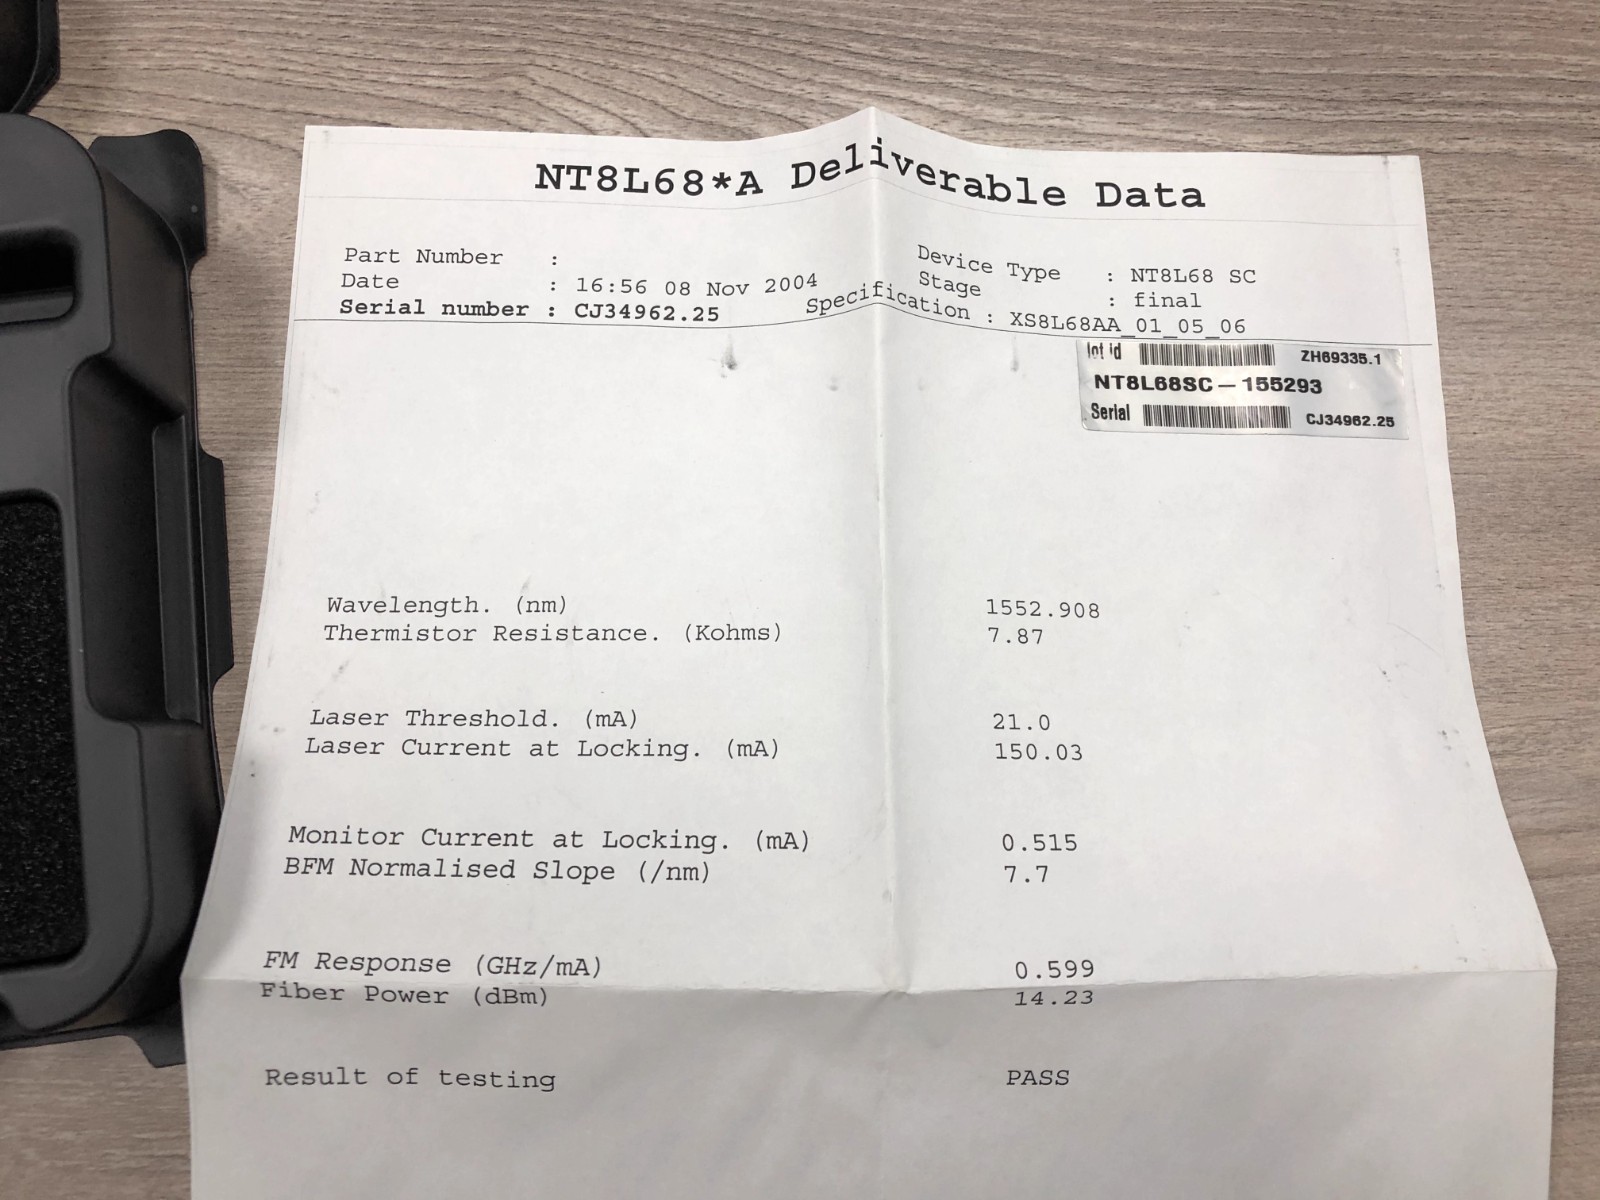 NT8L68*A Deliverable Data
Part Number :
Date : 16:56 08 Nov 2004
Serial number : CJ34962.25
Device Type : NT8L68 SC
Stage : final
Specification : XS8L68AA_01_05_06
lot id ZH69335.1
NT8L68SC — 155293
Serial CJ34962.25
Wavelength. (nm) 1552.908
Thermistor Resistance. (Kohms) 7.87
Laser Threshold. (mA) 21.0
Laser Current at Locking. (mA) 150.03
Monitor Current at Locking. (mA) 0.515
BFM Normalised Slope (/nm) 7.7
FM Response (GHz/mA) 0.599
Fiber Power (dBm) 14.23
Result of testing PASS